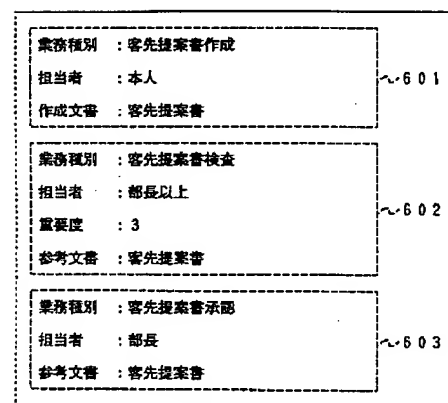 業務種別 ：客先提案書作成
担当者 ：本人
作成文書 ：客先提案書
601
業務種別 ：客先提案書検査
担当者 ：部長以上
重要度 ：3
参考文書 ：客先提案書
602
業務種別 ：客先提案書承認
担当者 ：部長
参考文書 ：客先提案書
603